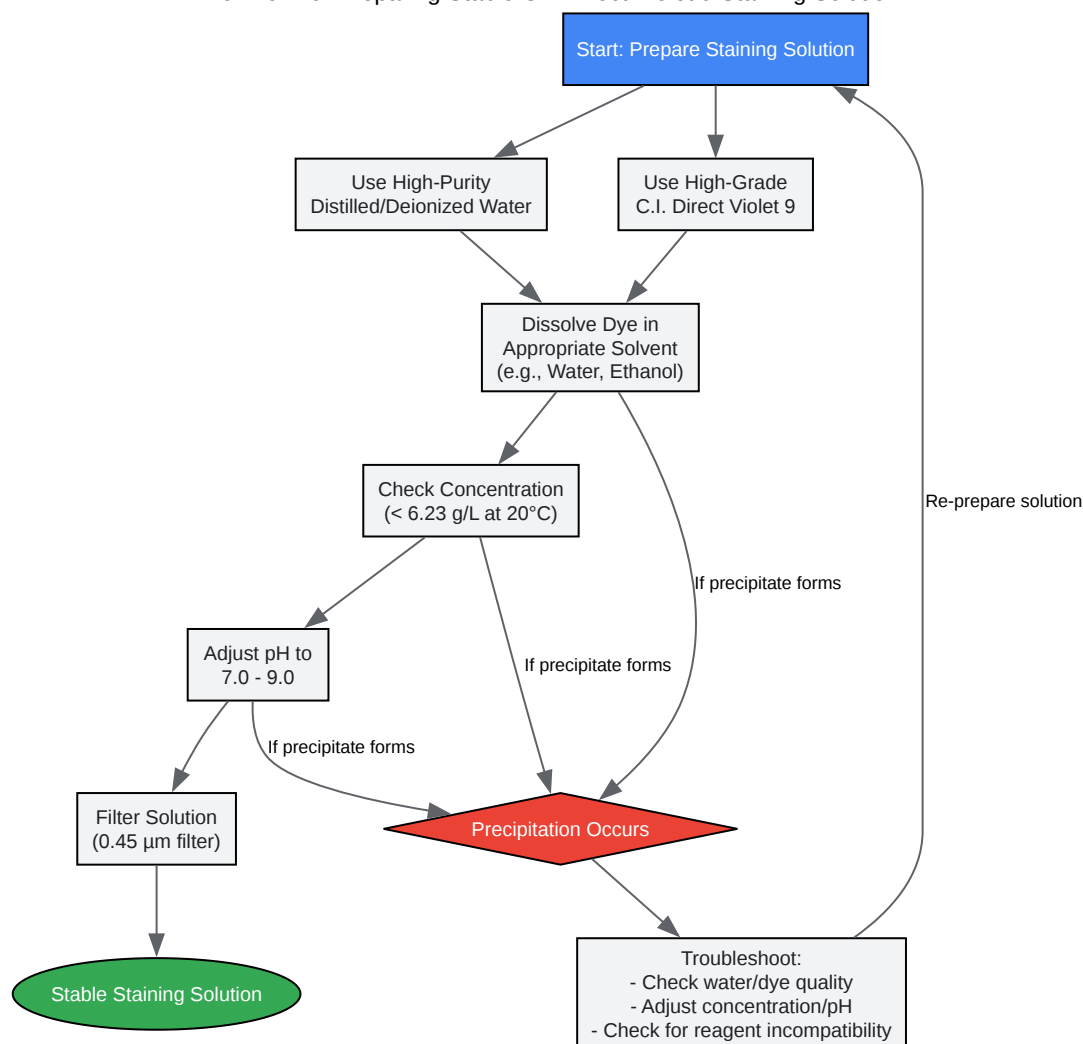 Start: Prepare Staining Solution
Use High-Purity
Distilled/Deionized Water
Use High-Grade
C.I. Direct Violet 9
Dissolve Dye in
Appropriate Solvent
(e.g., Water, Ethanol)
Check Concentration
(< 6.23 g/L at 20°C)
Re-prepare solution
If precipitate forms
Adjust pH to
7.0 - 9.0
If precipitate forms
If precipitate forms
Filter Solution
(0.45 µm filter)
Precipitation Occurs
Stable Staining Solution
Troubleshoot:
- Check water/dye quality
- Adjust concentration/pH
- Check for reagent incompatibility